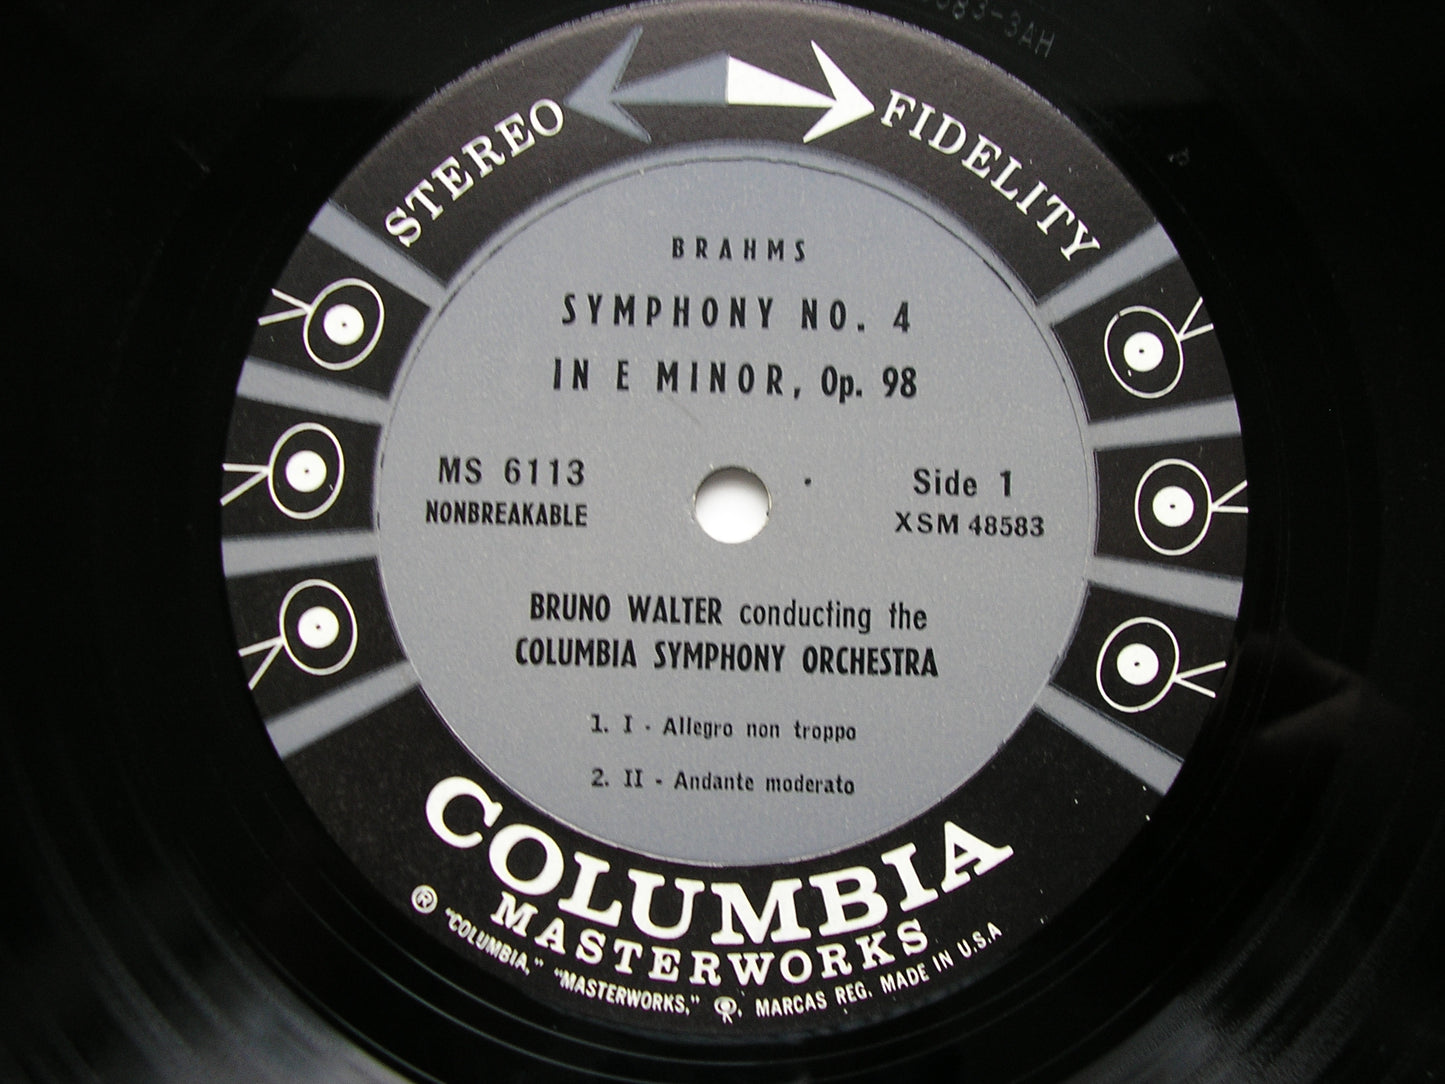 STEREO FIDELITY
BRAHMS
SYMPHONY NO. 4
IN E MINOR, Op. 98
MS 6113
NONBREAKABLE
Side 1
XSM 48583
BRUNO WALTER conducting the
COLUMBIA SYMPHONY ORCHESTRA
1. I - Allegro non troppo
2. II - Andante moderato
COLUMBIA
MASTERWORKS
® "COLUMBIA," "MASTERWORKS," . MARCAS REG. MADE IN U.S.A
-3AH